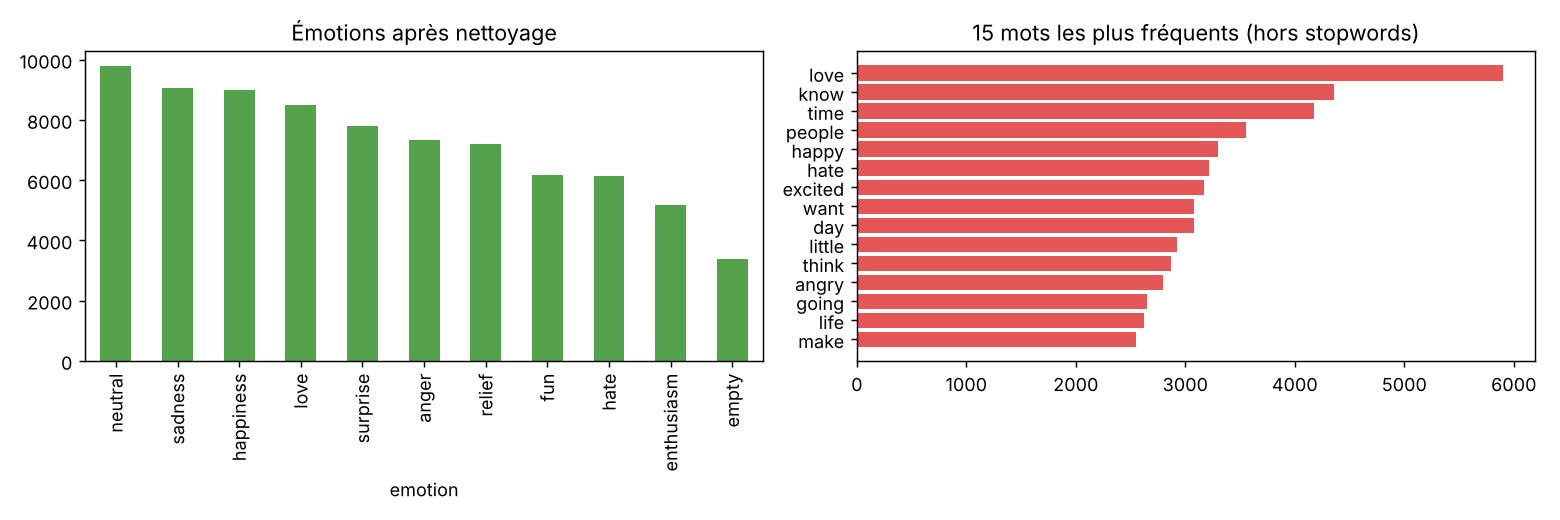 Émotions après nettoyage
10000
8000
6000
4000
2000
0
neutral
sadness
happiness
love
surprise
anger
relief
fun
hate
enthusiasm
empty
emotion
15 mots les plus fréquents (hors stopwords)
love
know
time
people
happy
hate
excited
want
day
little
think
angry
going
life
make
0 1000 2000 3000 4000 5000 6000